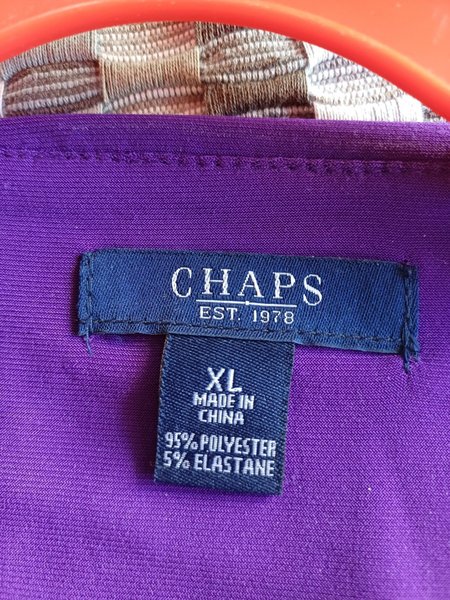 CHAPS
EST. 1978
XL
MADE IN
CHINA
95% POLYESTER
5% ELASTANE